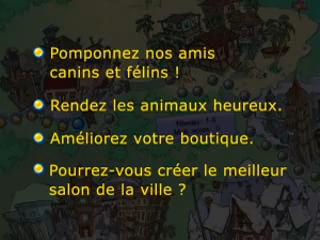 Pomponnez nos amis
canins et félins !
Rendez les animaux heureux.
Améliorez votre boutique.
Pourrez-vous créer le meilleur
salon de la ville ?